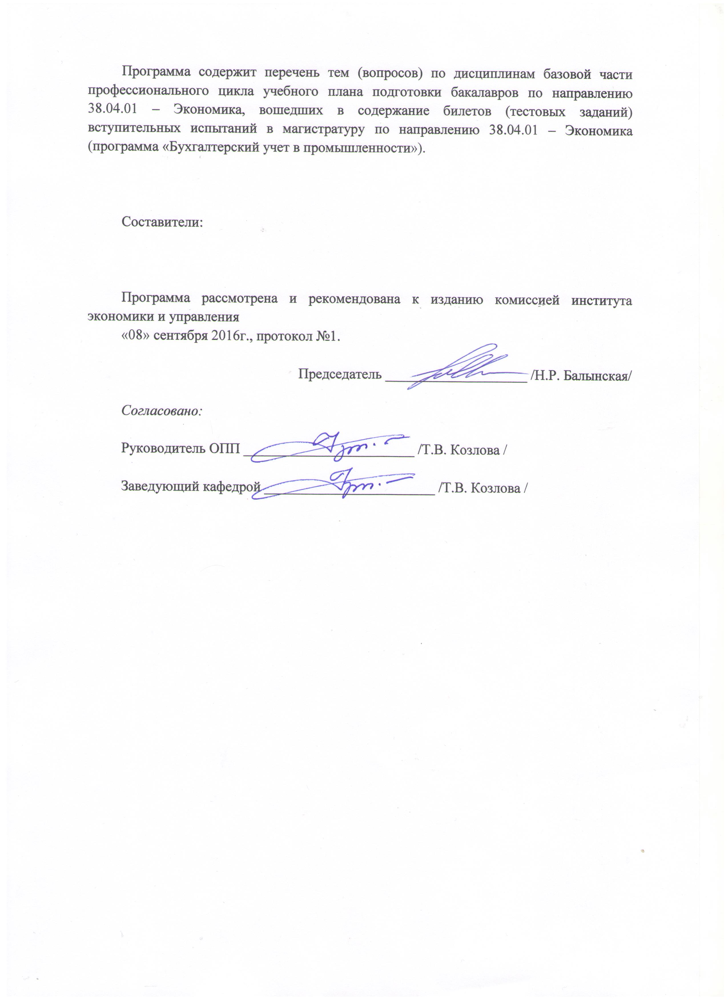 Программа содержит перечень тем (вопросов) по дисциплинам базовой части
профессионального цикла учебного плана подготовки бакалавров по направлению
38.04.01 – Экономика, вошедших в содержание билетов (тестовых заданий)
вступительных испытаний в магистратуру по направлению 38.04.01 – Экономика
(программа «Бухгалтерский учет в промышленности»).
Составители:
Программа рассмотрена и рекомендована к изданию комиссией института
экономики и управления
«08» сентября 2016г., протокол №1.
Председатель ____________________ /Н.Р. Балынская/
Согласовано:
Руководитель ОПП ________________________ /Т.В. Козлова /
Заведующий кафедрой ________________________ /Т.В. Козлова /